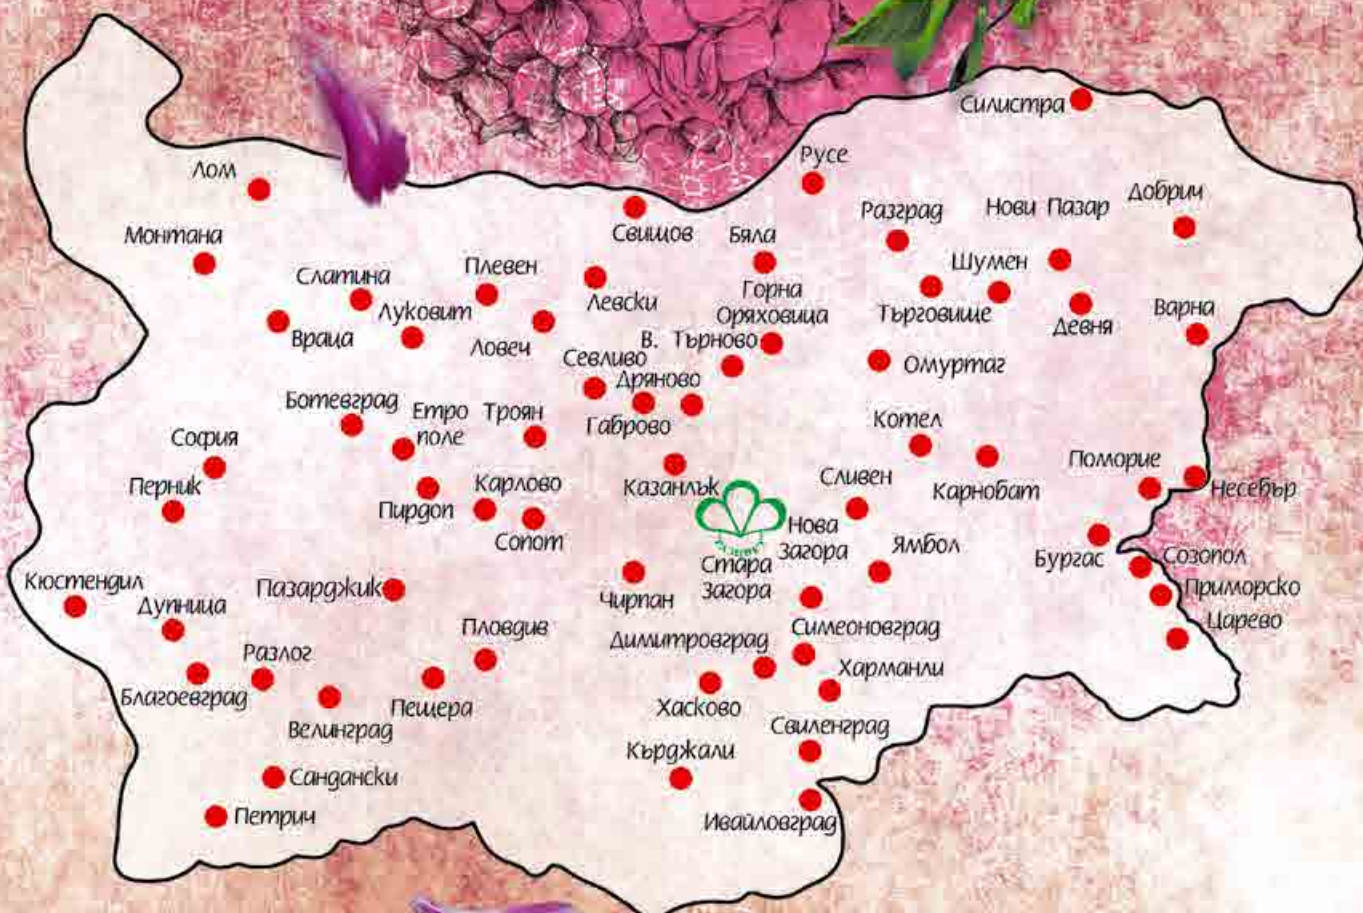 Силистра
Русе
Лом
Разград
Нови Пазар
Добрич
Монтана
Свищов
Бяла
Слатина
Плевен
Шумен
Левски
Горна
Оряховица
Луковит
Търговище
Девня
Варна
Враца
Ловеч
В. Търново
Севливо
Омуртаг
Дряново
Ботевград
Етро
поле
Троян
Габрово
Котел
София
Поморие
Перник
Карлово
Казанлък
Сливен
Карнобат
Несебър
Пирдоп
Сопот
Нова
Загора
Ямбол
Бургас
Созопол
Стара
Загора
Кюстендил
Дупница
Пазарджик
Чирпан
Приморско
Царево
Пловдив
Димитровград
Симеоновград
Разлог
Харманли
Благоевград
Пещера
Хасково
Велинград
Свиленград
Кърджали
Сандански
Петрич
Ивайловград